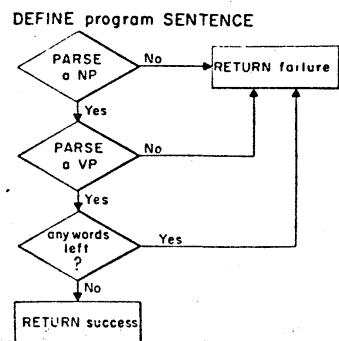 DEFINE program SENTENCE
PARSE
a NP
No
RETURN failure
Yes
PARSE
a VP
No
Yes
any words
left
?
Yes
No
RETURN success